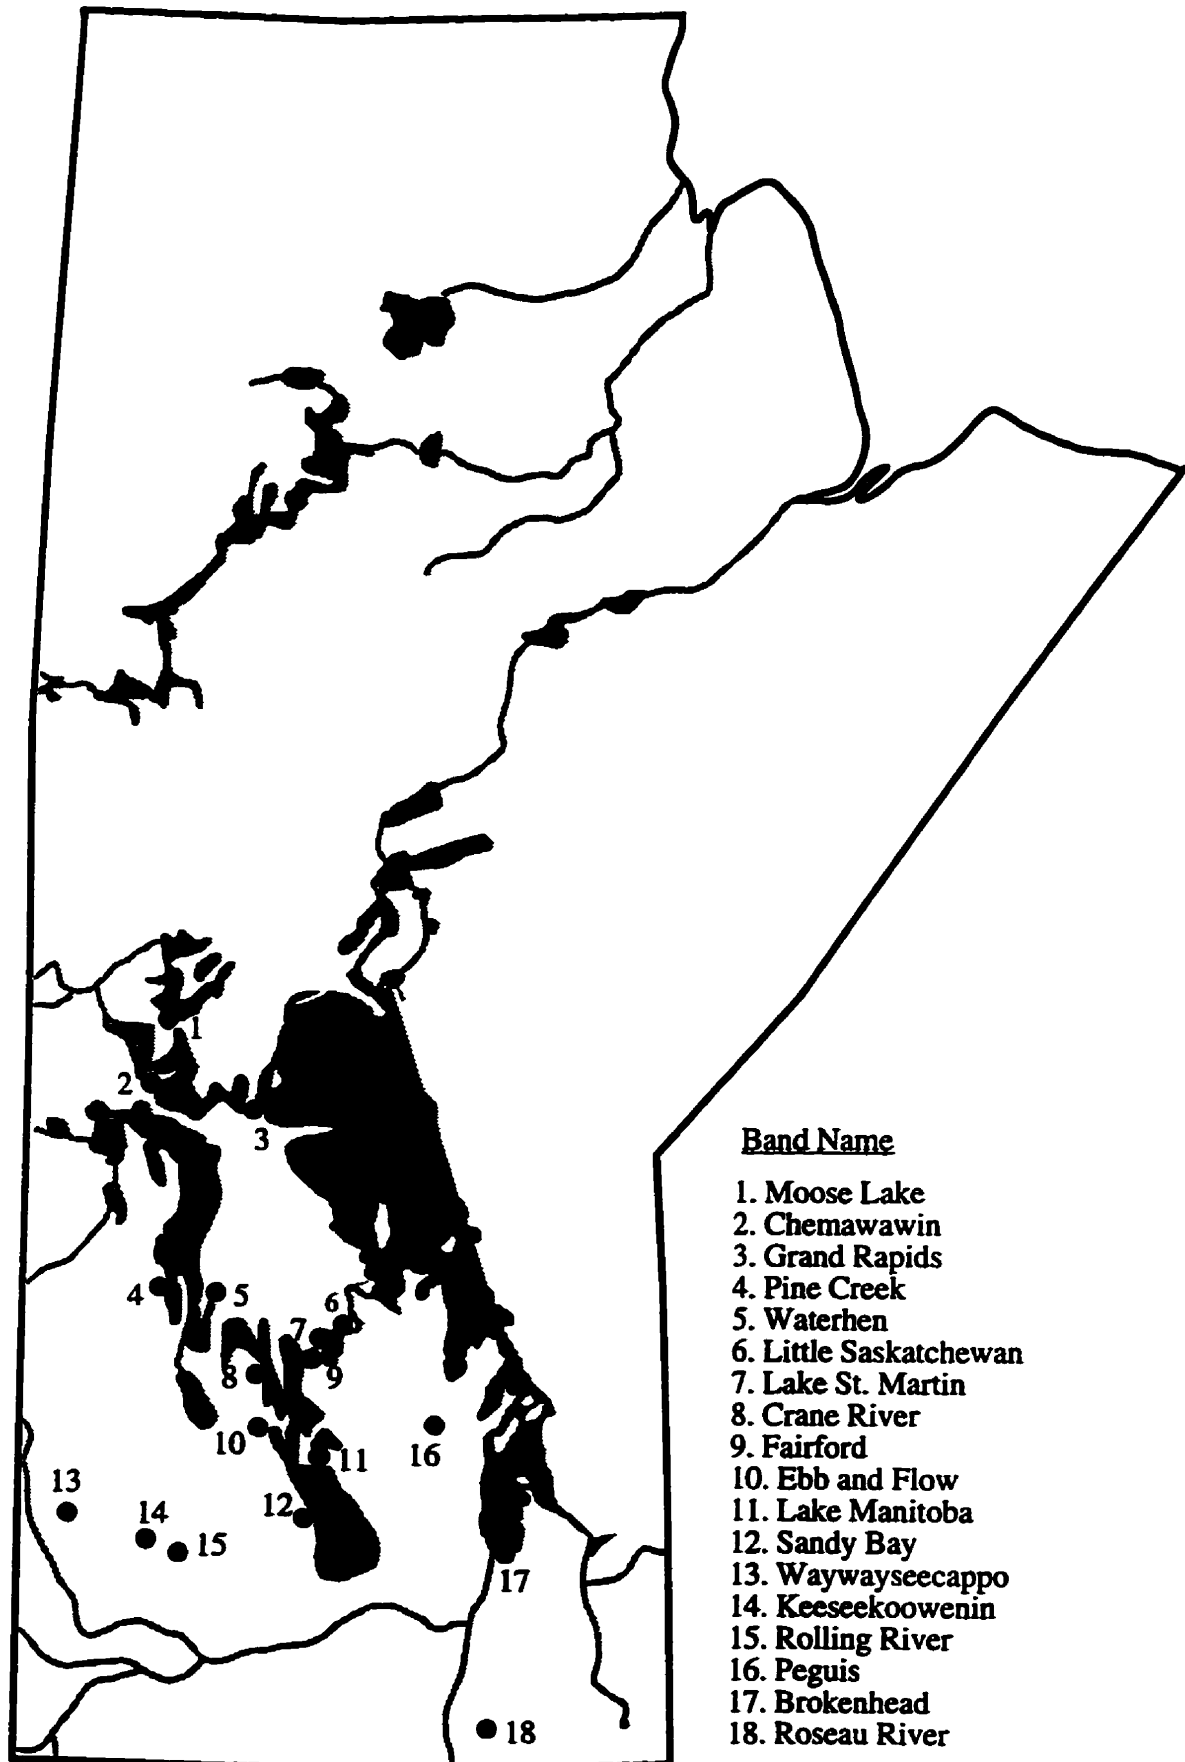 1
2
3
4
5
6
7
8
9
10
11
16
12
13
14
15
17
18
Band Name
1. Moose Lake
2. Chemawawin
3. Grand Rapids
4. Pine Creek
5. Waterhen
6. Little Saskatchewan
7. Lake St. Martin
8. Crane River
9. Fairford
10. Ebb and Flow
11. Lake Manitoba
12. Sandy Bay
13. Waywayseecappo
14. Keeseekoowenin
15. Rolling River
16. Peguis
17. Brokenhead
18. Roseau River